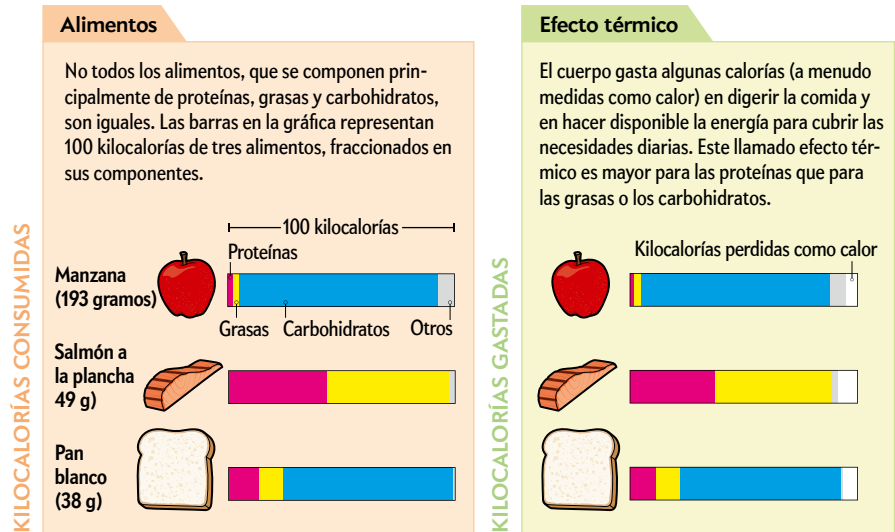 Alimentos
No todos los alimentos, que se componen prin-
cipalmente de proteínas, grasas y carbohidratos,
son iguales. Las barras en la gráfica representan
100 kilocalorías de tres alimentos, fraccionados en
sus componentes.
KILOCALORÍAS CONSUMIDAS
100 kilocalorías
Proteínas
Manzana
(193 gramos)
Grasas
Carbohidratos
Otros
Salmón a
la plancha
49 g)
Pan
blanco
(38 g)
Efecto térmico
El cuerpo gasta algunas calorías (a menudo
medidas como calor) en digerir la comida y
en hacer disponible la energía para cubrir las
necesidades diarias. Este llamado efecto tér-
mico es mayor para las proteínas que para
las grasas o los carbohidratos.
KILOCALORÍAS GASTADAS
Kilocalorías perdidas como calor